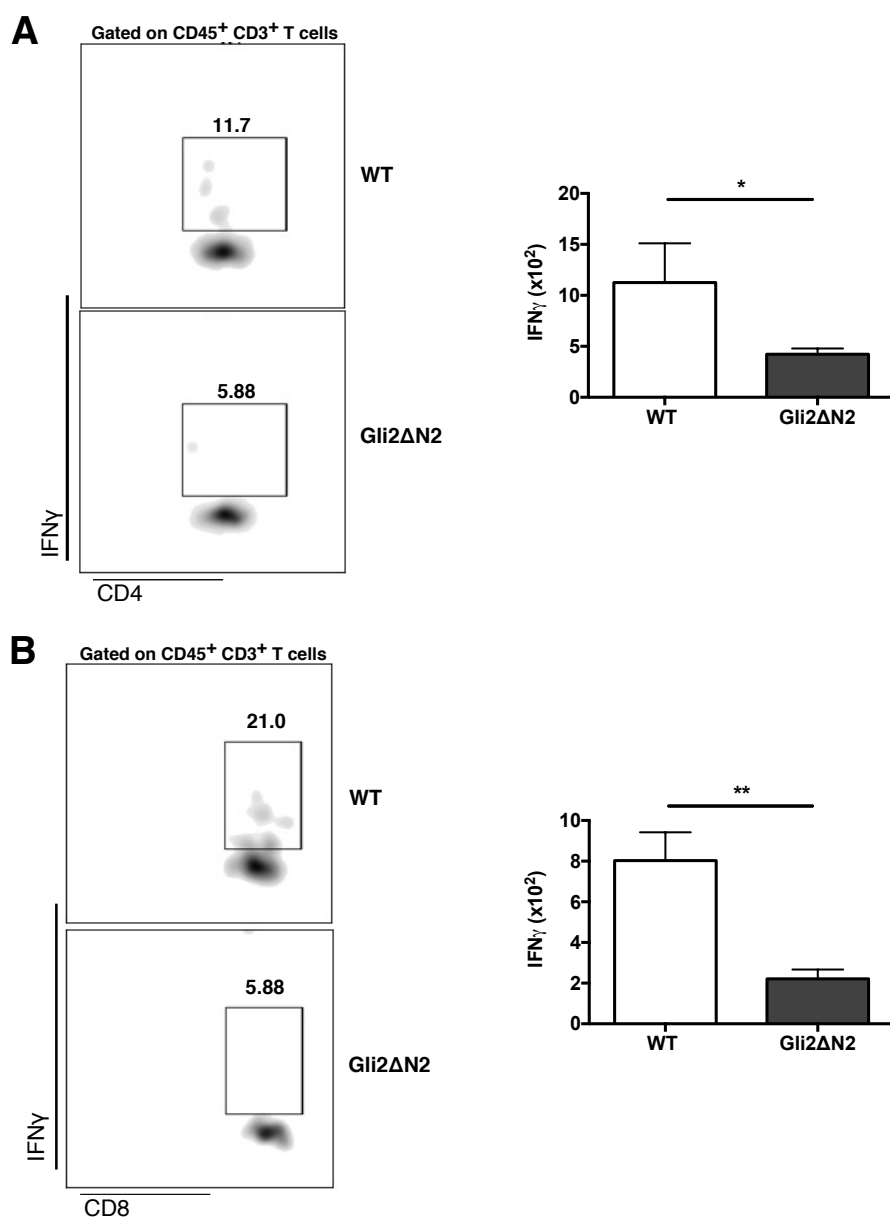 A
Gated on CD45+ CD3+ T cells
11.7
WT
5.88
Gli2ΔN2
IFNγ
CD4
*
20
15
10
5
0
IFNγ (x10²)
WT Gli2ΔN2
B
Gated on CD45+ CD3+ T cells
21.0
WT
5.88
Gli2ΔN2
IFNγ
CD8
**
10
8
6
4
2
0
IFNγ (x10²)
WT Gli2ΔN2